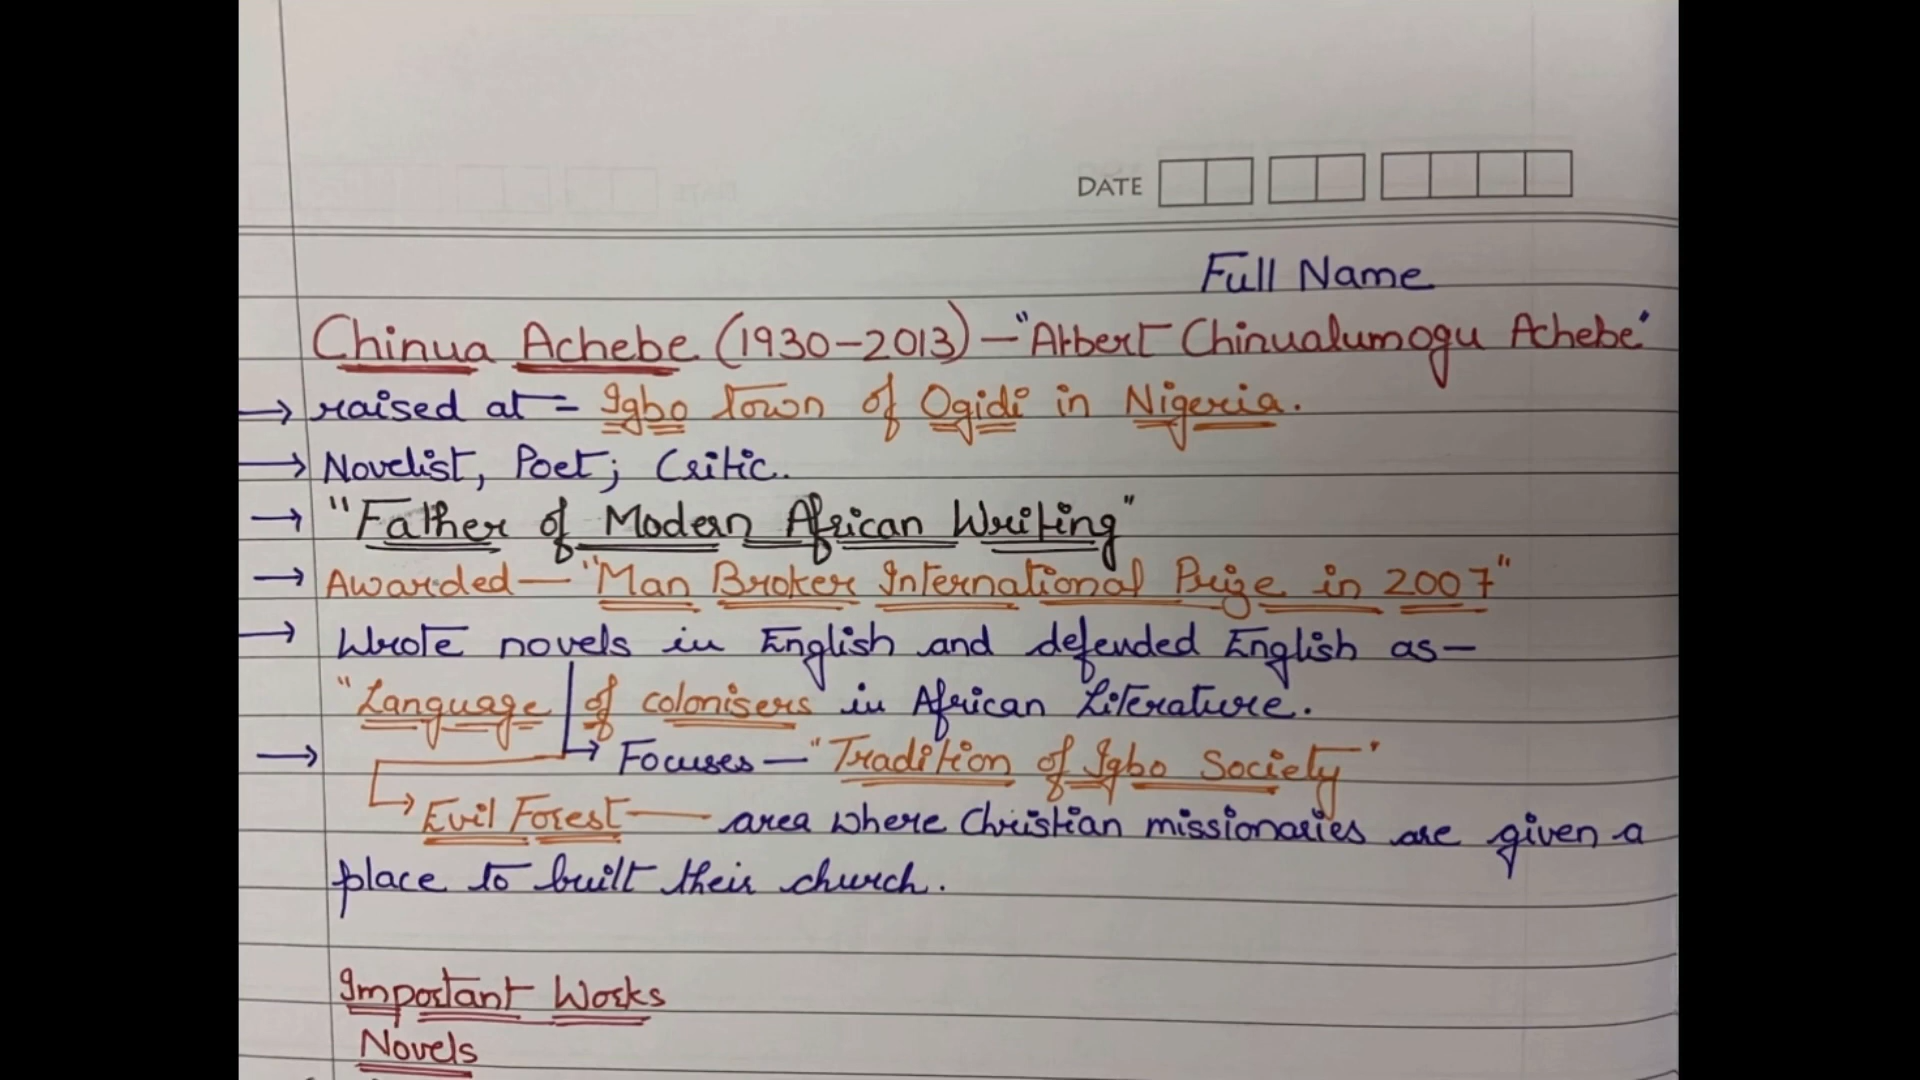 DATE
Full Name
Chinua Achebe (1930-2013) - "Albert Chinualumogu Achebe"
→ raised at = Igbo town of Ogidi in Nigeria.
→ Novelist, Poet; Critic.
→ "Father of Modern African Writing"
→ Awarded — "Man Broker International Prize in 2007"
→ Wrote novels in English and defended English as—
"Language of colonisers in African Literature.
→ Focuses — "Tradition of Igbo Society"
Evil Forest — area where Christian missionaries are given a
place to built their church.
Important Works
Novels